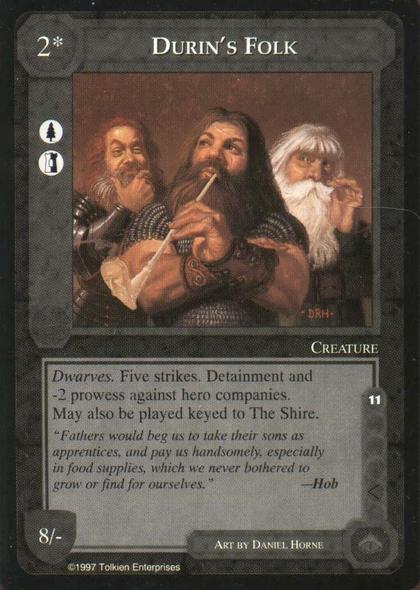 2*
DURIN'S FOLK
DRH
CREATURE
Dwarves. Five strikes. Detainment and
-2 prowess against hero companies.
May also be played keyed to The Shire.
11
"Fathers would beg us to take their sons as
apprentices, and pay us handsomely, especially
in food supplies, which we never bothered to
grow or find for ourselves." —Hob
8/-
ART BY DANIEL HORNE
©1997 Tolkien Enterprises